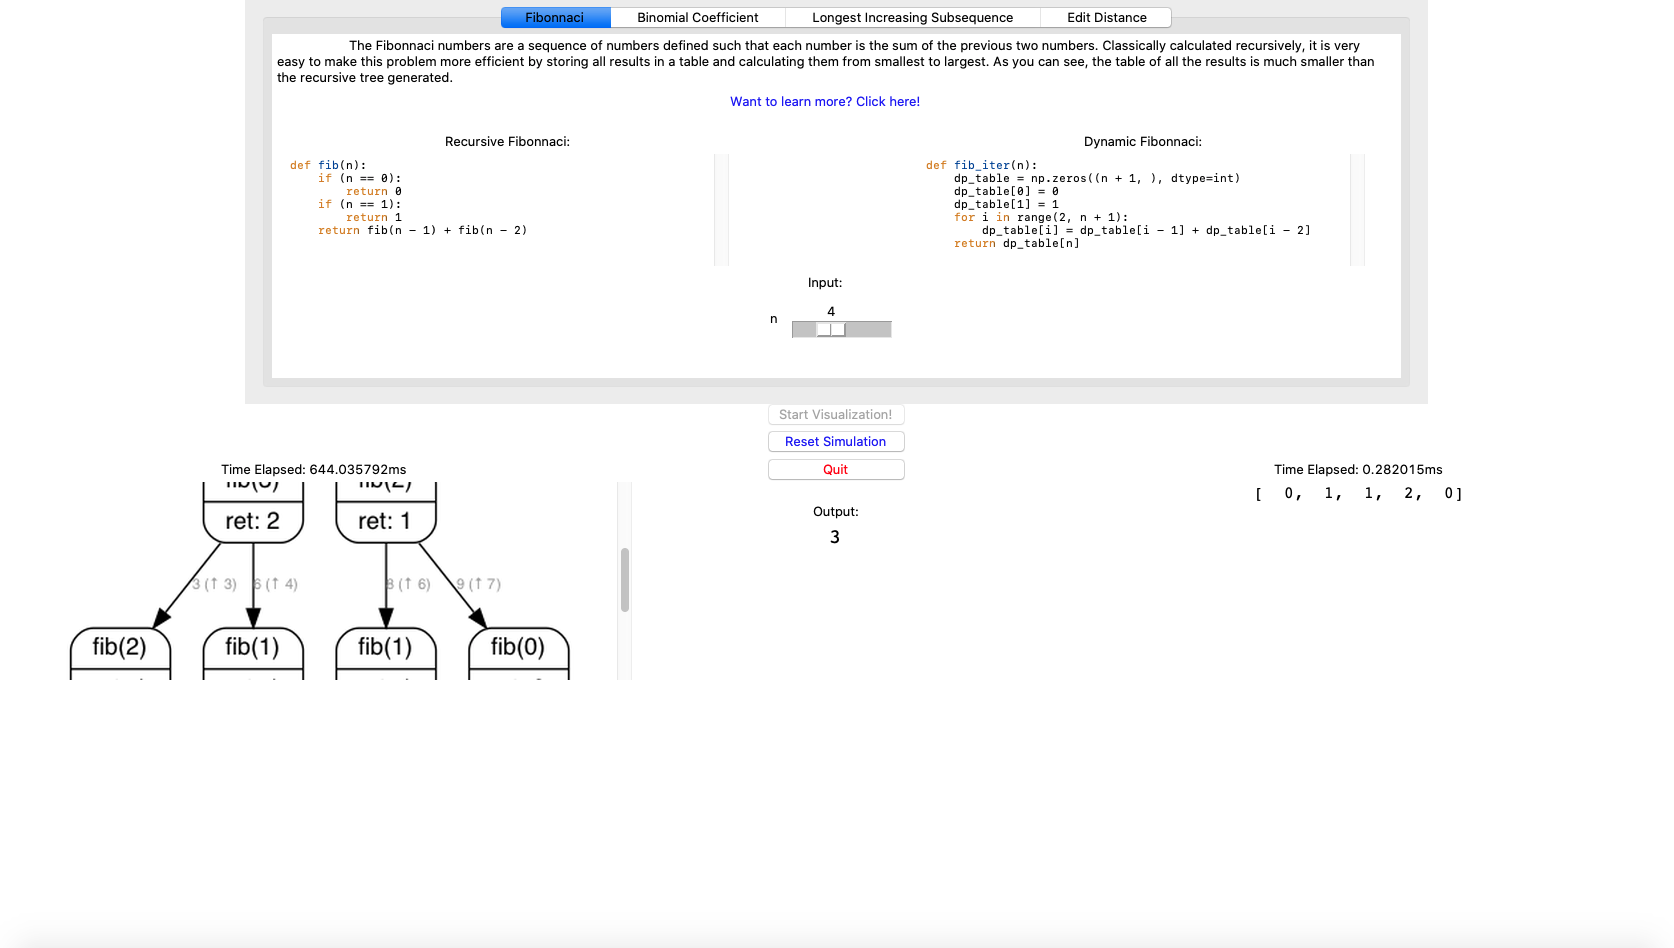 Fibonnaci Binomial Coefficient Longest Increasing Subsequence Edit Distance
The Fibonnaci numbers are a sequence of numbers defined such that each number is the sum of the previous two numbers. Classically calculated recursively, it is very
easy to make this problem more efficient by storing all results in a table and calculating them from smallest to largest. As you can see, the table of all the results is much smaller than
the recursive tree generated.
Want to learn more? Click here!
Recursive Fibonnaci:
def fib(n):
    if (n == 0):
        return 0
    if (n == 1):
        return 1
    return fib(n - 1) + fib(n - 2)
Dynamic Fibonnaci:
def fib_iter(n):
    dp_table = np.zeros((n + 1, ), dtype=int)
    dp_table[0] = 0
    dp_table[1] = 1
    for i in range(2, n + 1):
        dp_table[i] = dp_table[i - 1] + dp_table[i - 2]
    return dp_table[n]
Input:
4
n
Start Visualization!
Reset Simulation
Quit
Time Elapsed: 644.035792ms
ret: 2 ret: 1
3 (↑ 3) 6 (↑ 4) 8 (↑ 6) 9 (↑ 7)
fib(2) fib(1) fib(1) fib(0)
Output:
3
Time Elapsed: 0.282015ms
[ 0, 1, 1, 2, 0]